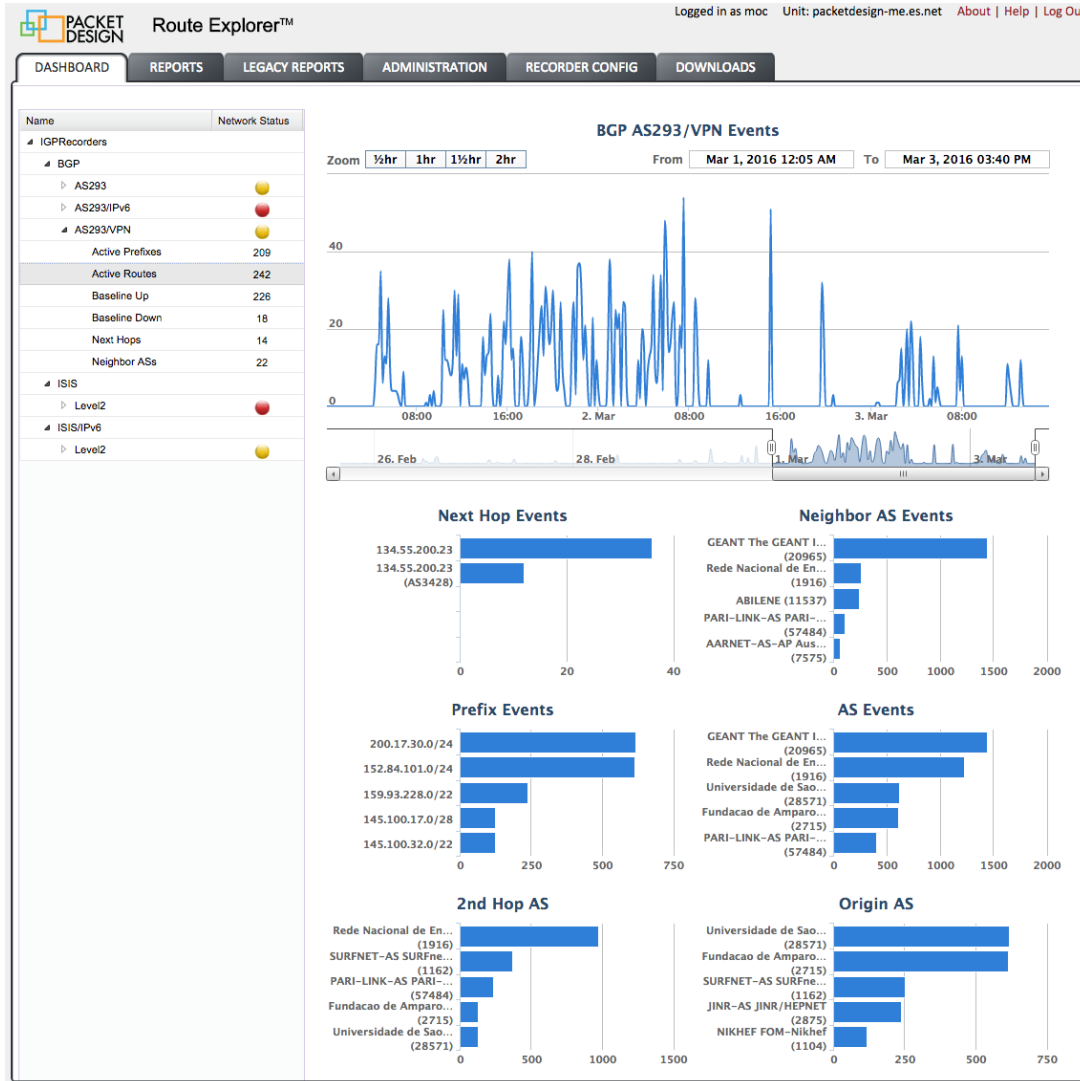 PACKET DESIGN Route Explorer™
Logged in as moc Unit: packetdesign-me.es.net About | Help | Log Ou
DASHBOARD REPORTS LEGACY REPORTS ADMINISTRATION RECORDER CONFIG DOWNLOADS
Name Network Status
IGPRecorders
BGP
AS293
AS293/IPv6
AS293/VPN
Active Prefixes 209
Active Routes 242
Baseline Up 226
Baseline Down 18
Next Hops 14
Neighbor ASs 22
ISIS
Level2
ISIS/IPv6
Level2
BGP AS293/VPN Events
Zoom ½hr 1hr 1½hr 2hr From Mar 1, 2016 12:05 AM To Mar 3, 2016 03:40 PM
40
20
0
08:00 16:00 2. Mar 08:00 16:00 3. Mar 08:00
26. Feb 28. Feb 1. Mar 3. Mar
Next Hop Events
134.55.200.23
134.55.200.23
(AS3428)
0 20 40
Neighbor AS Events
GEANT The GEANT I...
(20965)
Rede Nacional de En...
(1916)
ABILENE (11537)
PARI-LINK-AS PARI-...
(57484)
AARNET-AS-AP Aus...
(7575)
0 500 1000 1500 2000
Prefix Events
200.17.30.0/24
152.84.101.0/24
159.93.228.0/22
145.100.17.0/28
145.100.32.0/22
0 250 500 750
AS Events
GEANT The GEANT I...
(20965)
Rede Nacional de En...
(1916)
Universidade de Sao...
(28571)
Fundacao de Amparo...
(2715)
PARI-LINK-AS PARI-...
(57484)
0 500 1000 1500 2000
2nd Hop AS
Rede Nacional de En...
(1916)
SURFNET-AS SURFne...
(1162)
PARI-LINK-AS PARI-...
(57484)
Fundacao de Amparo...
(2715)
Universidade de Sao...
(28571)
0 500 1000 1500
Origin AS
Universidade de Sao...
(28571)
Fundacao de Amparo...
(2715)
SURFNET-AS SURFne...
(1162)
JINR-AS JINR/HEPNET
(2875)
NIKHEF FOM-Nikhef
(1104)
0 250 500 750